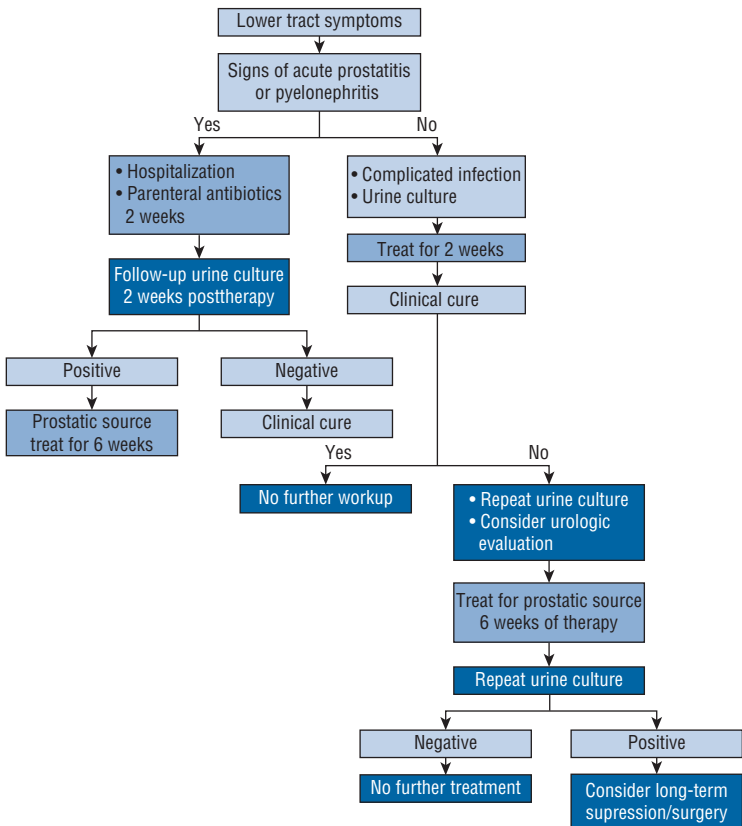 Lower tract symptoms
Signs of acute prostatitis
or pyelonephritis
Yes
No
• Hospitalization
• Parenteral antibiotics
2 weeks
• Complicated infection
• Urine culture
Treat for 2 weeks
Follow-up urine culture
2 weeks posttherapy
Clinical cure
Positive
Negative
Prostatic source
treat for 6 weeks
Clinical cure
Yes
No
No further workup
• Repeat urine culture
• Consider urologic
evaluation
Treat for prostatic source
6 weeks of therapy
Repeat urine culture
Negative
Positive
No further treatment
Consider long-term
supression/surgery